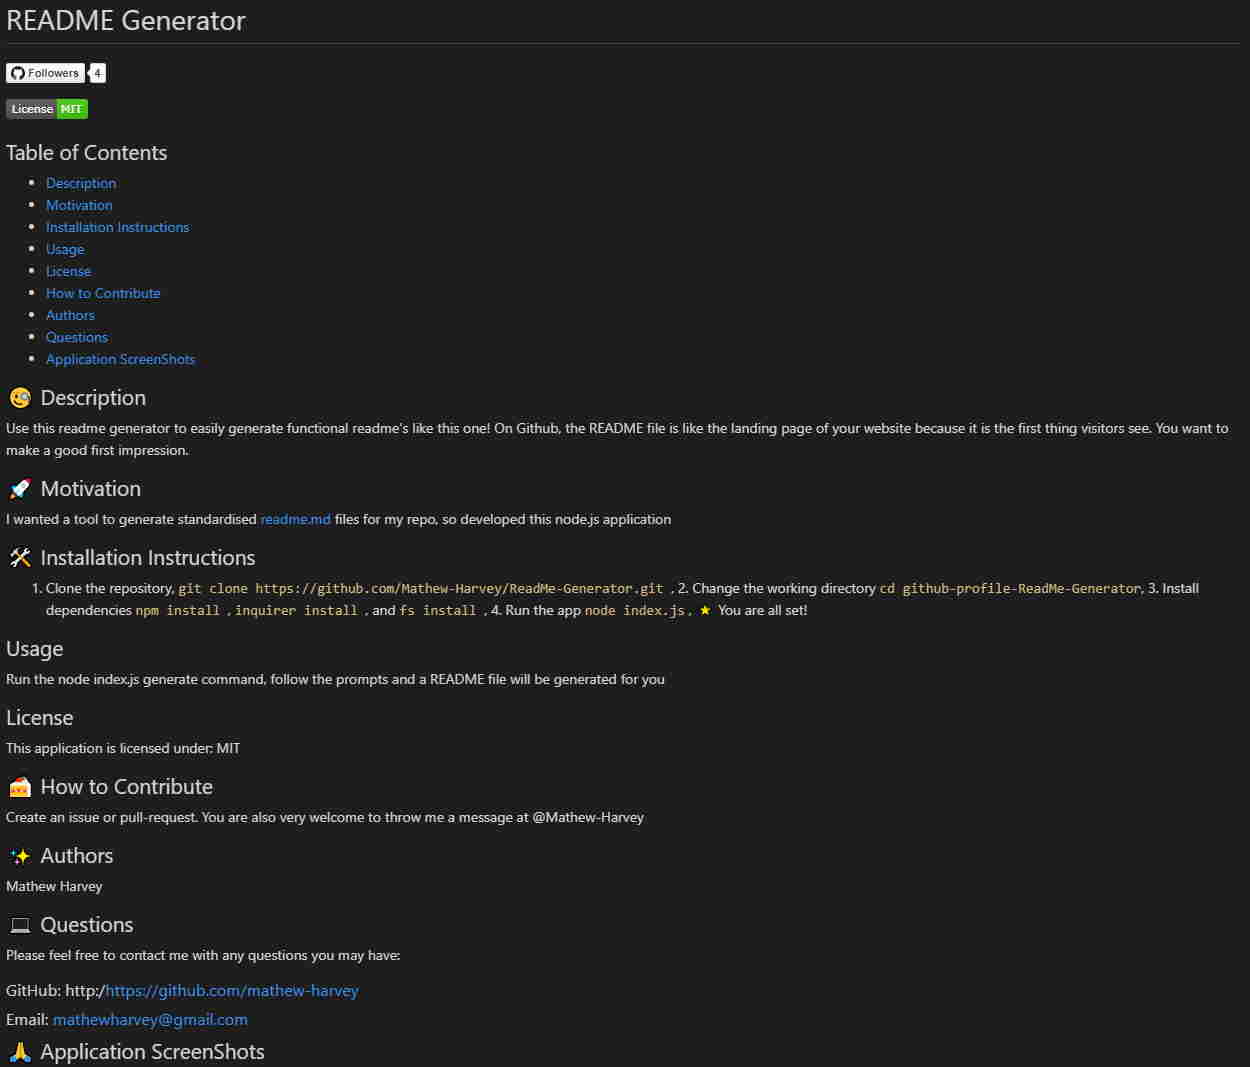 README Generator
Followers 4
License MIT
Table of Contents
Description
Motivation
Installation Instructions
Usage
License
How to Contribute
Authors
Questions
Application ScreenShots
Description
Use this readme generator to easily generate functional readme's like this one! On Github, the README file is like the landing page of your website because it is the first thing visitors see. You want to
make a good first impression.
Motivation
I wanted a tool to generate standardised readme.md files for my repo, so developed this node.js application
Installation Instructions
1. Clone the repository, git clone https://github.com/Mathew-Harvey/ReadMe-Generator.git , 2. Change the working directory cd github-profile-ReadMe-Generator, 3. Install
dependencies npm install , inquirer install , and fs install , 4. Run the app node index.js, ★ You are all set!
Usage
Run the node index.js generate command, follow the prompts and a README file will be generated for you
License
This application is licensed under: MIT
How to Contribute
Create an issue or pull-request. You are also very welcome to throw me a message at @Mathew-Harvey
Authors
Mathew Harvey
Questions
Please feel free to contact me with any questions you may have:
GitHub: http:/https://github.com/mathew-harvey
Email: mathewharvey@gmail.com
Application ScreenShots